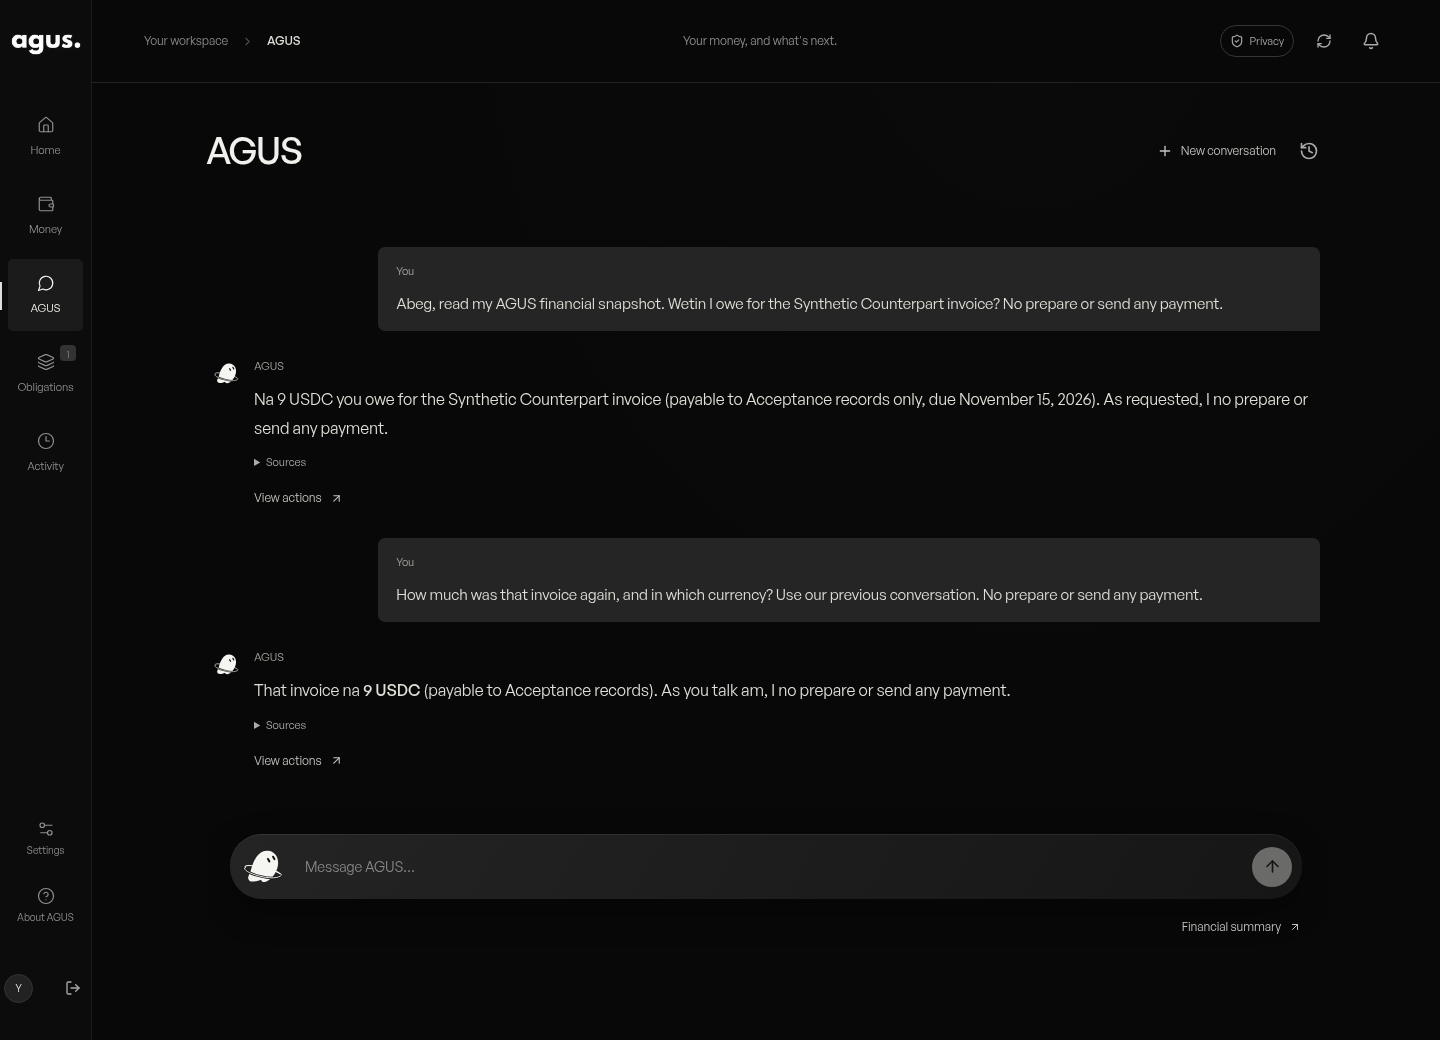 agus.
Your workspace > AGUS
Your money, and what's next.
Privacy
Home
Money
AGUS
1
Obligations
Activity
Settings
About AGUS
Y
AGUS
New conversation
You
Abeg, read my AGUS financial snapshot. Wetin I owe for the Synthetic Counterpart invoice? No prepare or send any payment.
AGUS
Na 9 USDC you owe for the Synthetic Counterpart invoice (payable to Acceptance records only, due November 15, 2026). As requested, I no prepare or
send any payment.
Sources
View actions
You
How much was that invoice again, and in which currency? Use our previous conversation. No prepare or send any payment.
AGUS
That invoice na 9 USDC (payable to Acceptance records). As you talk am, I no prepare or send any payment.
Sources
View actions
Message AGUS...
Financial summary